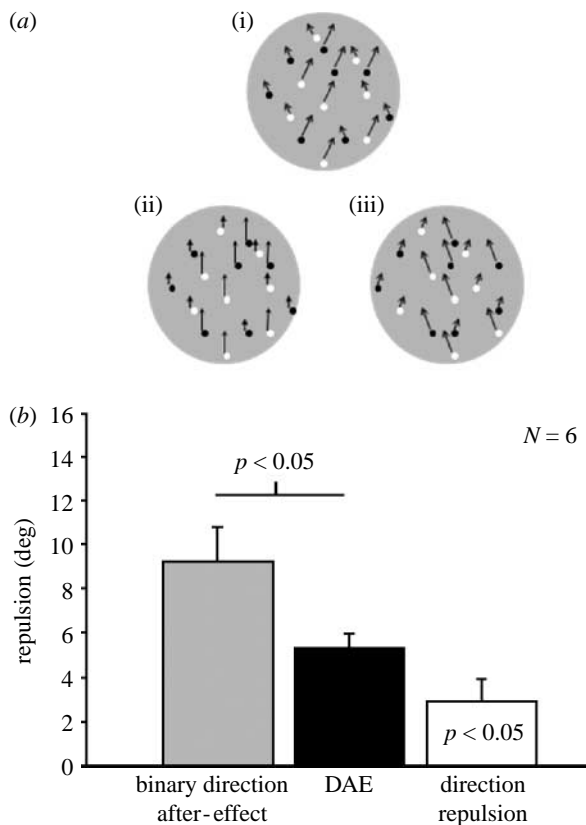 (a)
(i)
(ii)
(iii)
(b)
16
14
12
10
8
6
4
2
0
repulsion (deg)
N = 6
p < 0.05
p < 0.05
binary direction
after-effect
DAE
direction
repulsion